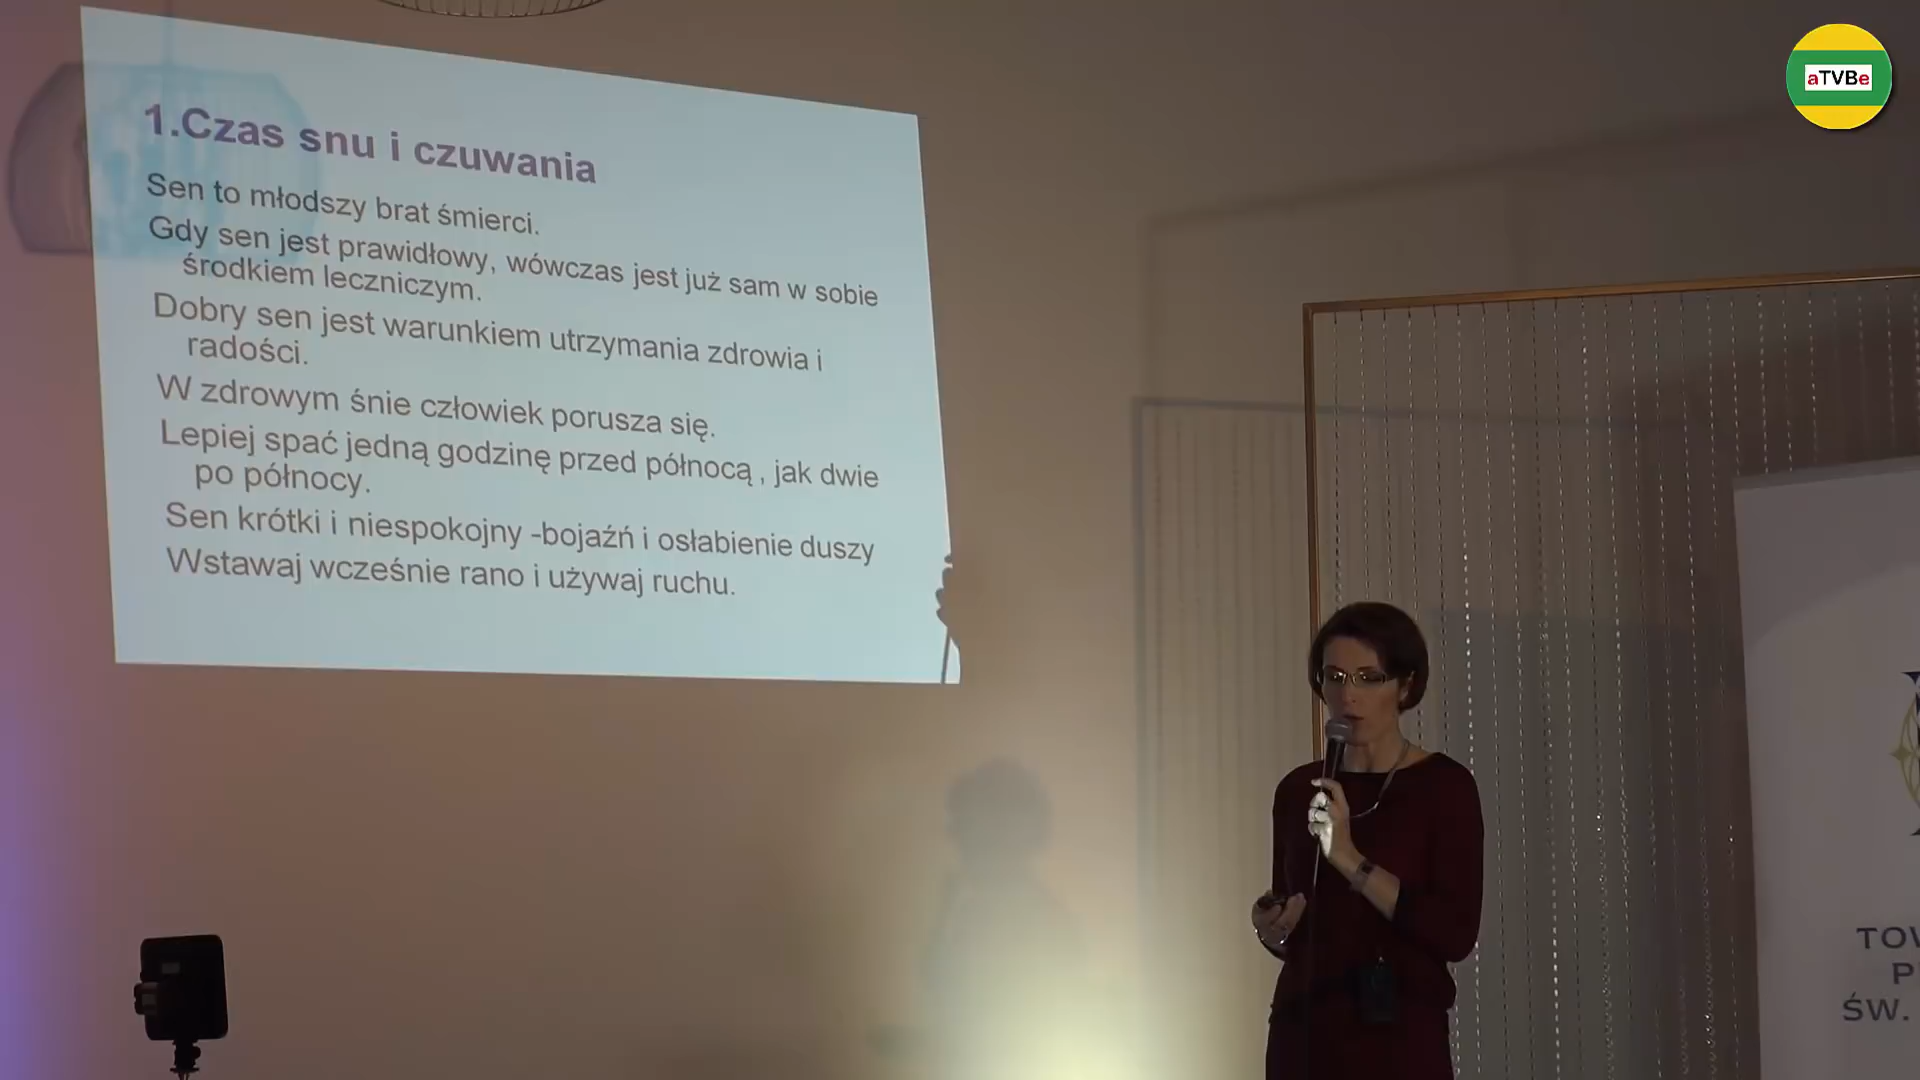 1.Czas snu i czuwania
Sen to młodszy brat śmierci.
Gdy sen jest prawidłowy, wówczas jest już sam w sobie
środkiem leczniczym.
Dobry sen jest warunkiem utrzymania zdrowia i
radości.
W zdrowym śnie człowiek porusza się.
Lepiej spać jedną godzinę przed północą , jak dwie
po północy.
Sen krótki i niespokojny -bojaźń i osłabienie duszy
Wstawaj wcześnie rano i używaj ruchu.
aTVBe
ŚW.